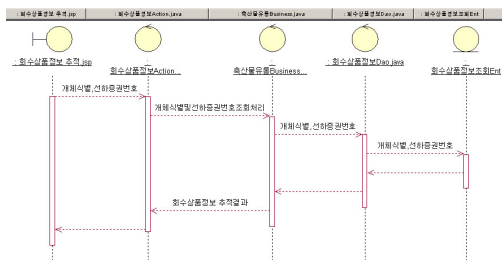 : 회수상품정보 추적.jsp
: 회수상품정보Action.java
: 축산물유통Business.java
: 회수상품정보Dao.java
: 회수상품정보조회Ent
: 회수상품정보 추적.jsp
:
회수상품정보Action...
:
축산물유통Business...
: 회수상품정보Dao.java
:
회수상품정보조회Ent
개체식별,선하증권번호
개체식별및선하증권번호조회처리
개체식별,선하증권번호
개체식별,선하증권번호
회수상품정보 추적결과